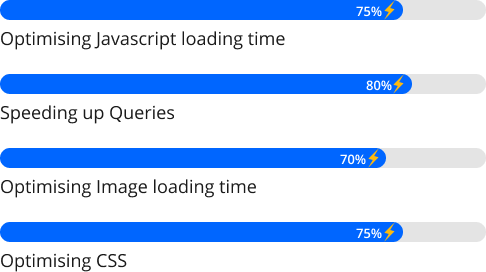 75%⚡
Optimising Javascript loading time
80%⚡
Speeding up Queries
70%⚡
Optimising Image loading time
75%⚡
Optimising CSS